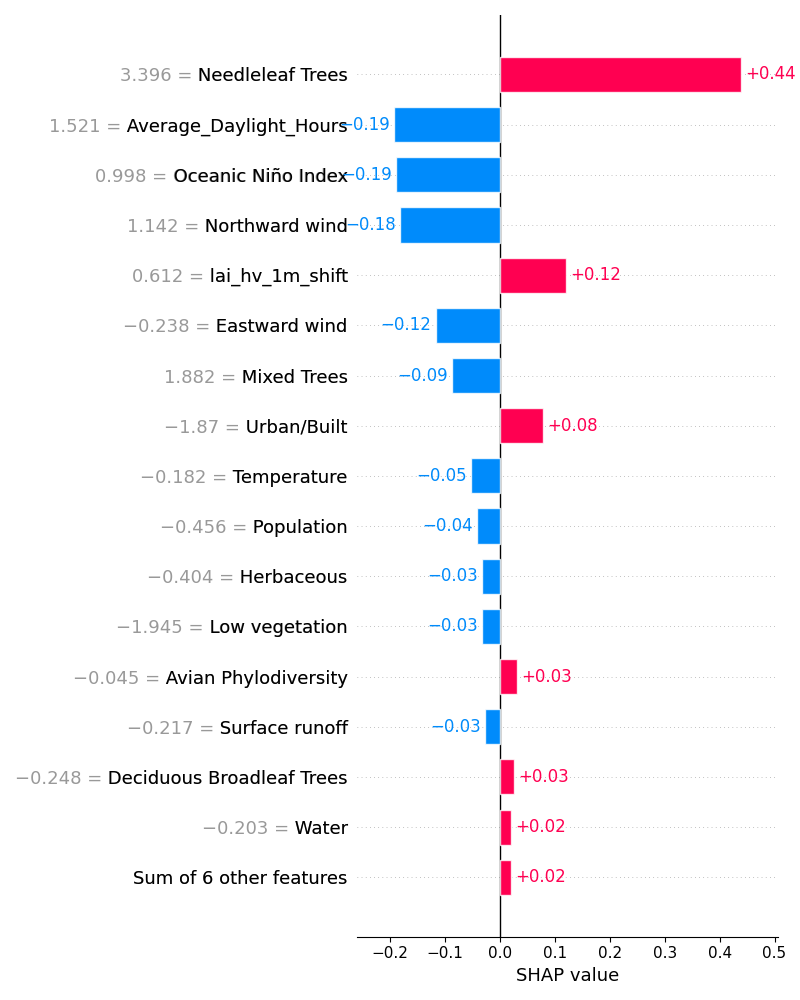 3.396 = Needleleaf Trees +0.44
1.521 = Average_Daylight_Hours −0.19
0.998 = Oceanic Niño Index −0.19
1.142 = Northward wind −0.18
0.612 = lai_hv_1m_shift +0.12
−0.238 = Eastward wind −0.12
1.882 = Mixed Trees −0.09
−1.87 = Urban/Built +0.08
−0.182 = Temperature −0.05
−0.456 = Population −0.04
−0.404 = Herbaceous −0.03
−1.945 = Low vegetation −0.03
−0.045 = Avian Phylodiversity +0.03
−0.217 = Surface runoff −0.03
−0.248 = Deciduous Broadleaf Trees +0.03
−0.203 = Water +0.02
Sum of 6 other features +0.02
−0.2 −0.1 0.0 0.1 0.2 0.3 0.4 0.5
SHAP value